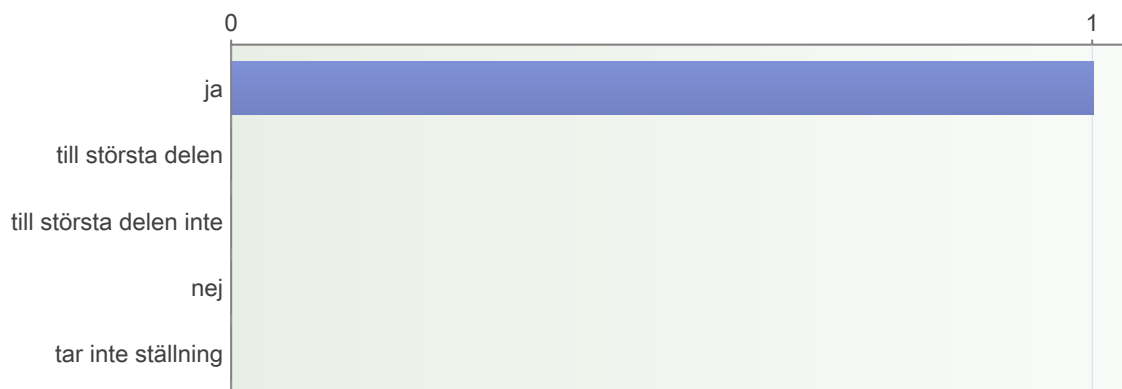 0 1
ja
till största delen
till största delen inte
nej
tar inte ställning